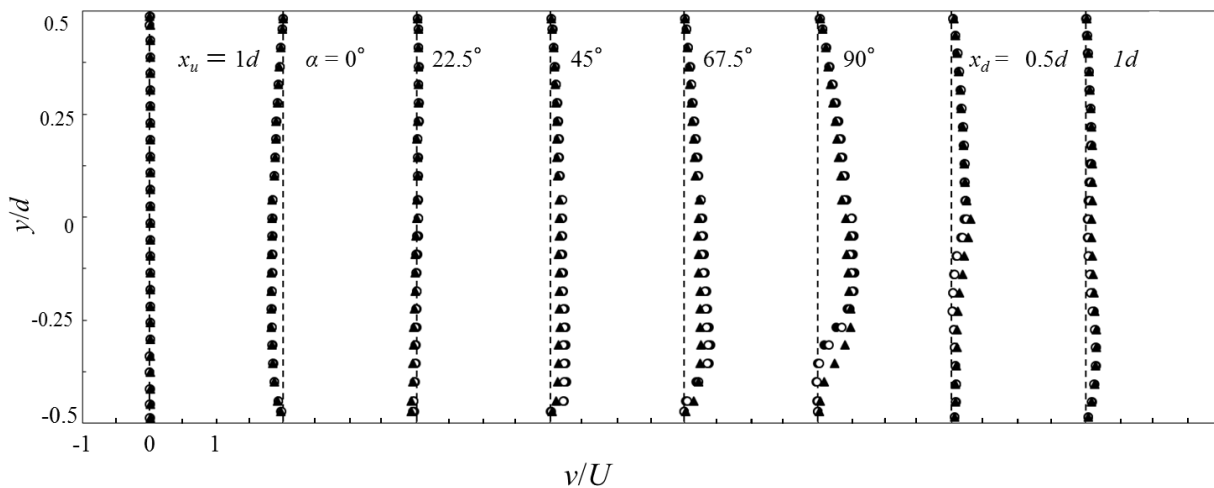 0.5
x_u = 1d α = 0° 22.5° 45° 67.5° 90° x_d = 0.5d 1d
0.25
y/d
0
-0.25
-0.5
-1 0 1
v/U